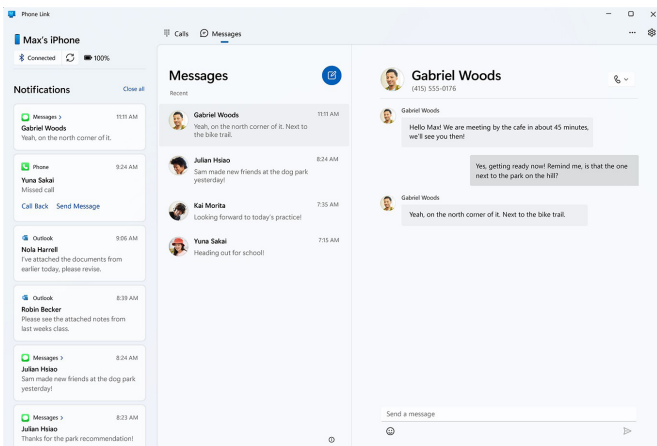 Phone Link
Max's iPhone
Connected
100%
Notifications
Close all
Messages >
11:11 AM
Gabriel Woods
Yeah, on the north corner of it.
Phone
9:24 AM
Yuna Sakai
Missed call
Call Back
Send Message
Outlook
9:06 AM
Nola Harrell
I've attached the documents from
earlier today, please revise.
Outlook
8:39 AM
Robin Becker
Please see the attached notes from
last weeks class.
Messages >
8:24 AM
Julian Hsiao
Sam made new friends at the dog park
yesterday!
Messages >
8:23 AM
Julian Hsiao
Thanks for the park recommendation!
Calls
Messages
Messages
Recent
Gabriel Woods
11:11 AM
Yeah, on the north corner of it. Next to
the bike trail.
Julian Hsiao
8:24 AM
Sam made new friends at the dog park
yesterday!
Kai Morita
7:35 AM
Looking forward to today's practice!
Yuna Sakai
7:15 AM
Heading out for school!
Gabriel Woods
(415) 555-0176
Gabriel Woods
Hello Max! We are meeting by the cafe in about 45 minutes,
we'll see you then!
Yes, getting ready now! Remind me, is that the one
next to the park on the hill?
Gabriel Woods
Yeah, on the north corner of it. Next to the bike trail.
Send a message